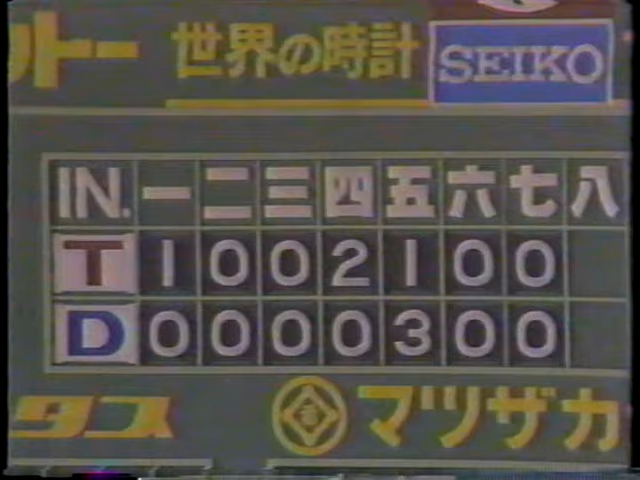 トー 世界の時計 SEIKO
IN. 一 二 三 四 五 六 七 八
T 1 0 0 2 1 0 0
D 0 0 0 0 3 0 0
タス マツザカ